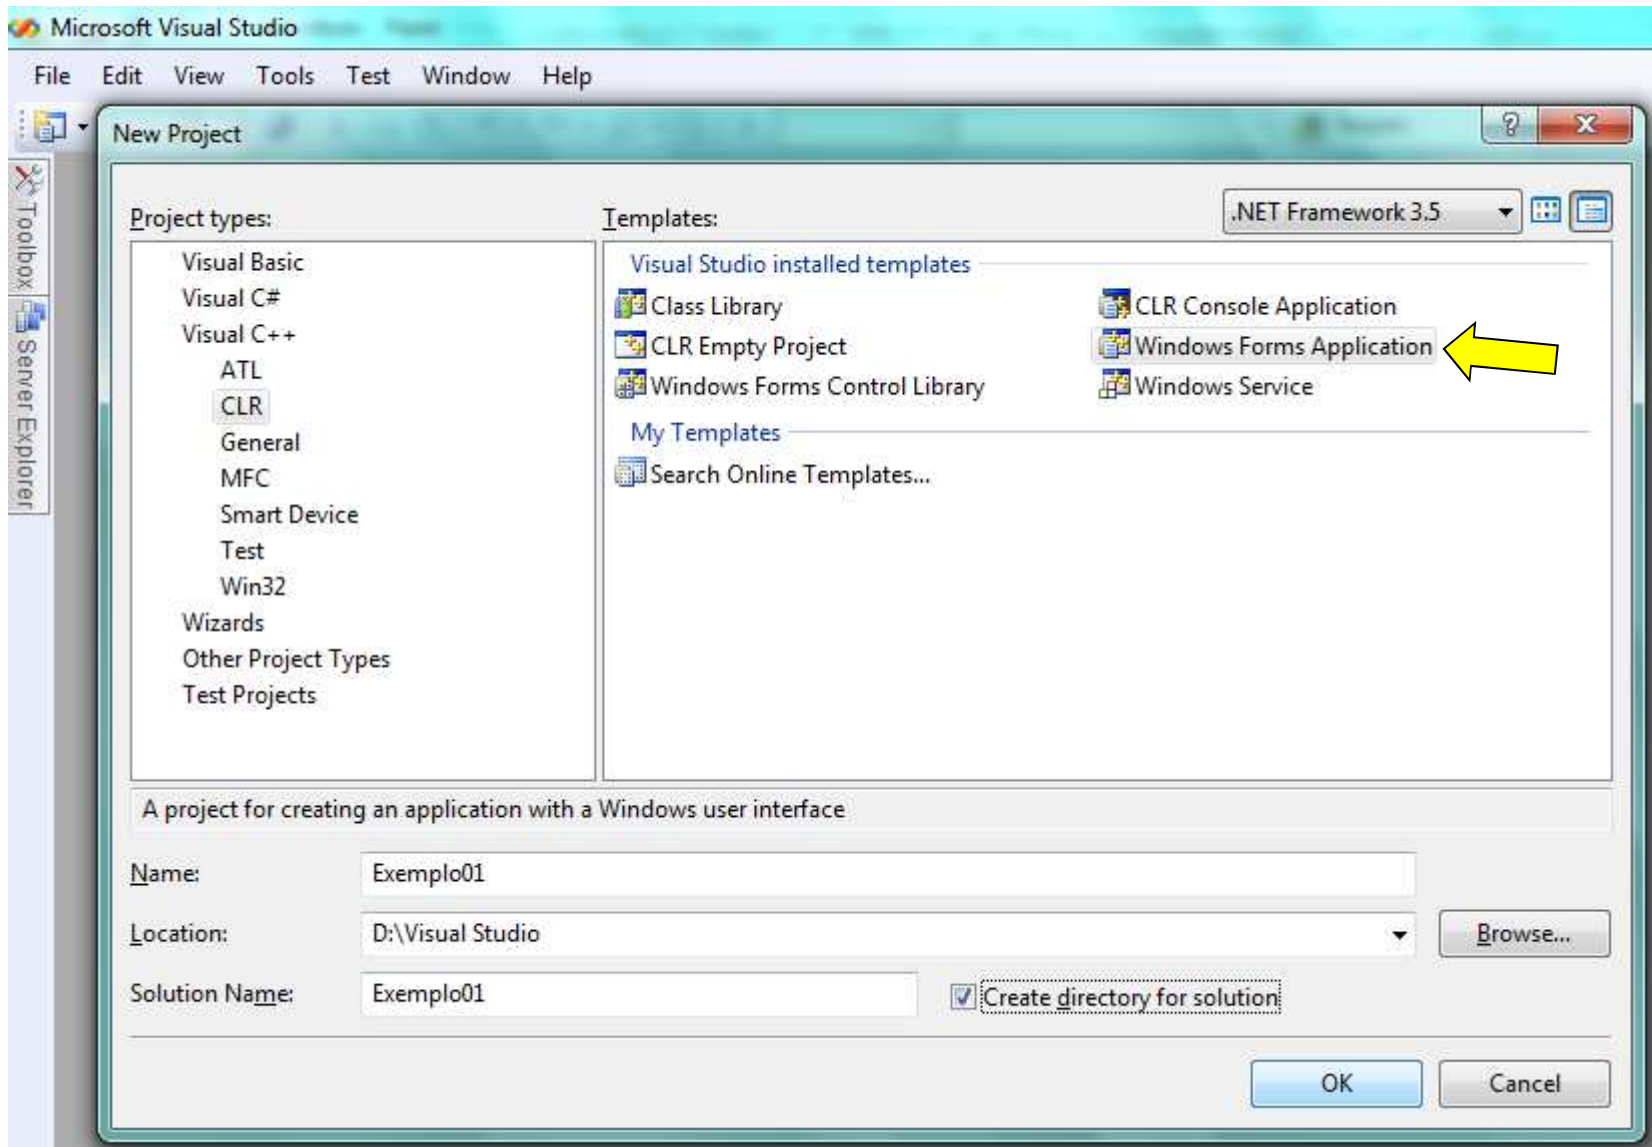 Microsoft Visual Studio
File Edit View Tools Test Window Help
New Project
Toolbox
Server Explorer
Project types:
Templates:
.NET Framework 3.5
Visual Basic
Visual C#
Visual C++
ATL
CLR
General
MFC
Smart Device
Test
Win32
Wizards
Other Project Types
Test Projects
Visual Studio installed templates
Class Library
CLR Console Application
CLR Empty Project
Windows Forms Application
Windows Forms Control Library
Windows Service
My Templates
Search Online Templates...
A project for creating an application with a Windows user interface
Name: Exemplo01
Location: D:\Visual Studio
Browse...
Solution Name: Exemplo01
Create directory for solution
OK
Cancel